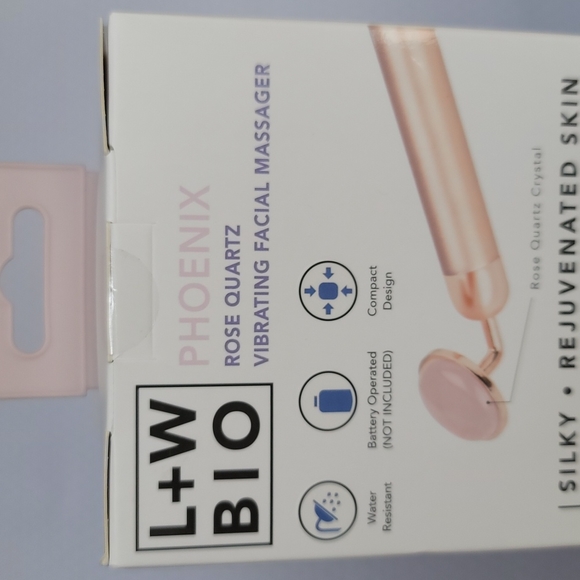 L+W
BIO
PHOENIX
ROSE QUARTZ
VIBRATING FACIAL MASSAGER
Water
Resistant
Battery Operated
(NOT INCLUDED)
Compact
Design
Rose Quartz Crystal
| SILKY • REJUVENATED SKIN